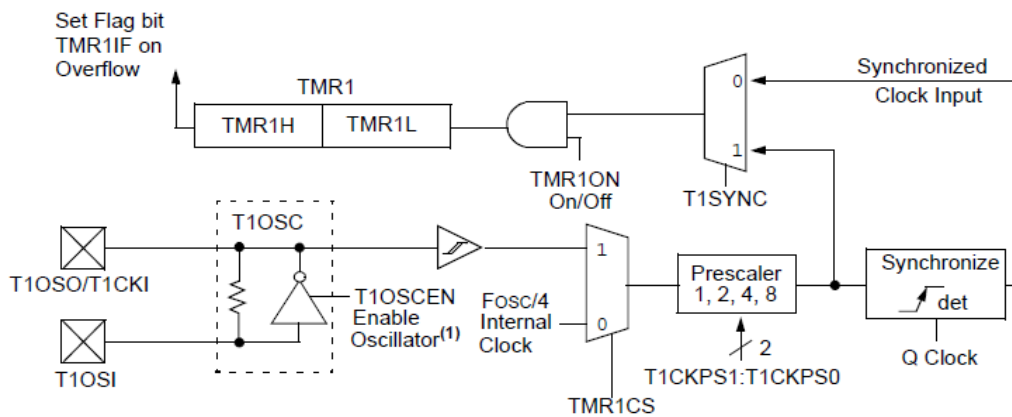 Set Flag bit
TMR1IF on
Overflow
TMR1
TMR1H
TMR1L
TMR1ON
On/Off
0
1
T1SYNC
Synchronized
Clock Input
T1OSC
T1OSO/T1CKI
T1OSI
T1OSCEN
Enable
Oscillator(1)
FOSC/4
Internal
Clock
1
0
TMR1CS
Prescaler
1, 2, 4, 8
2
T1CKPS1:T1CKPS0
Synchronize
det
Q Clock